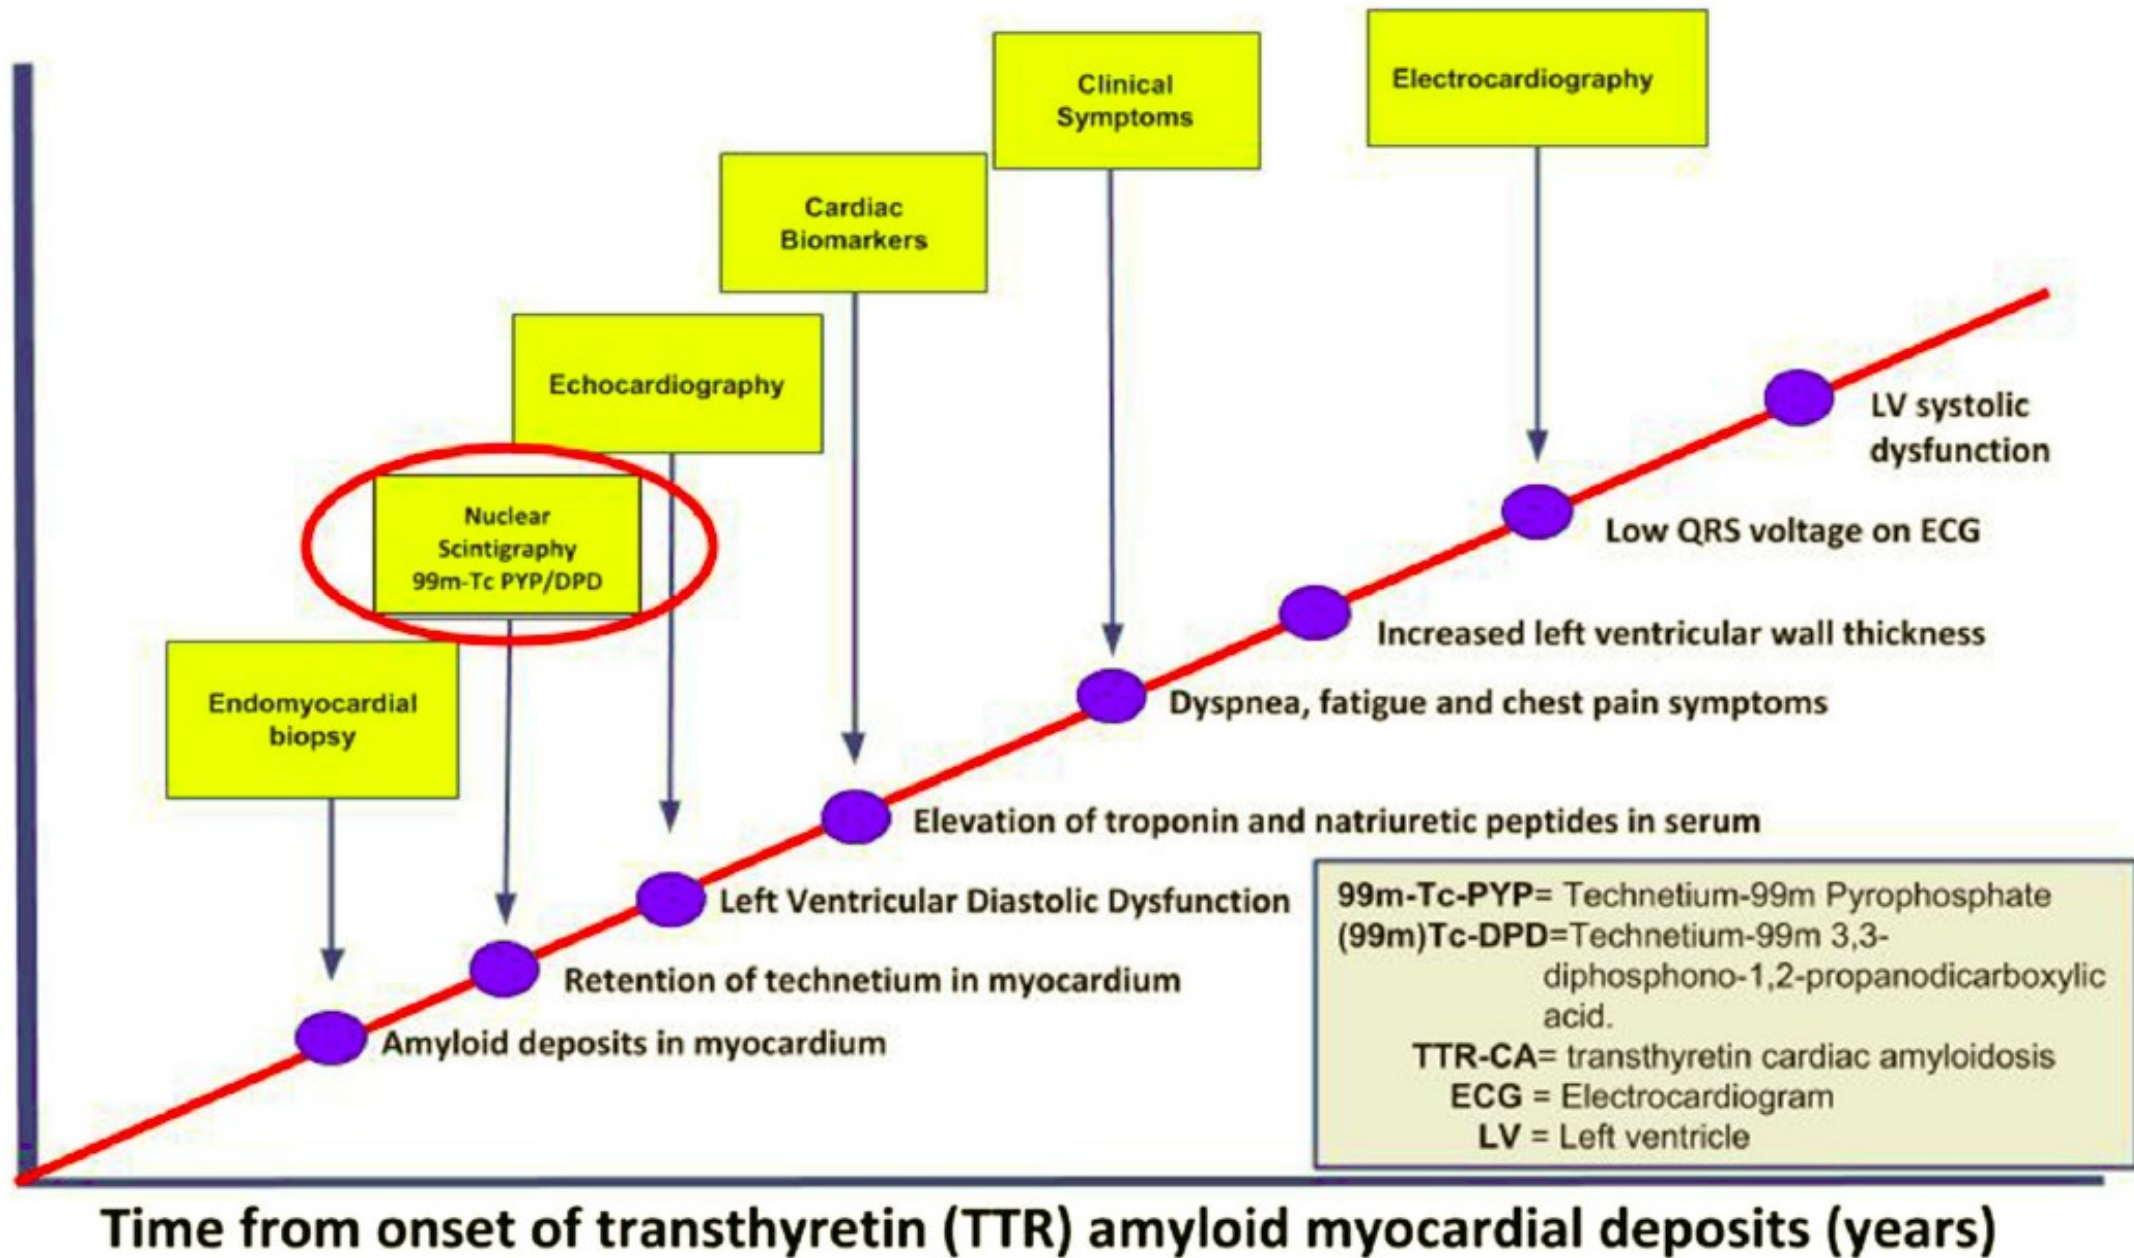 Electrocardiography
Clinical
Symptoms
Cardiac
Biomarkers
Echocardiography
Nuclear
Scintigraphy
99m-Tc PYP/DPD
Endomyocardial
biopsy
LV systolic
dysfunction
Low QRS voltage on ECG
Increased left ventricular wall thickness
Dyspnea, fatigue and chest pain symptoms
Elevation of troponin and natriuretic peptides in serum
Left Ventricular Diastolic Dysfunction
Retention of technetium in myocardium
Amyloid deposits in myocardium
99m-Tc-PYP= Technetium-99m Pyrophosphate
(99m)Tc-DPD=Technetium-99m 3,3-
diphosphono-1,2-propanodicarboxylic
acid.
TTR-CA= transthyretin cardiac amyloidosis
ECG = Electrocardiogram
LV = Left ventricle
Time from onset of transthyretin (TTR) amyloid myocardial deposits (years)